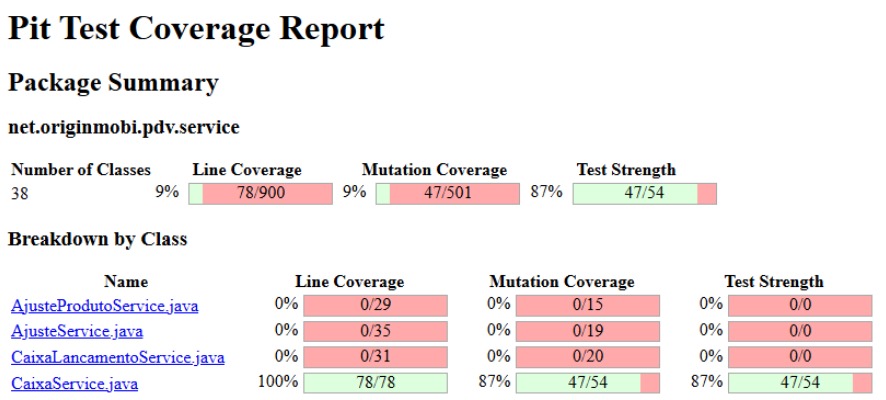 Pit Test Coverage Report
Package Summary
net.originmobi.pdv.service
Number of Classes Line Coverage Mutation Coverage Test Strength
38 9% 78/900 9% 47/501 87% 47/54
Breakdown by Class
Name Line Coverage Mutation Coverage Test Strength
AjusteProdutoService.java 0% 0/29 0% 0/15 0% 0/0
AjusteService.java 0% 0/35 0% 0/19 0% 0/0
CaixaLancamentoService.java 0% 0/31 0% 0/20 0% 0/0
CaixaService.java 100% 78/78 87% 47/54 87% 47/54